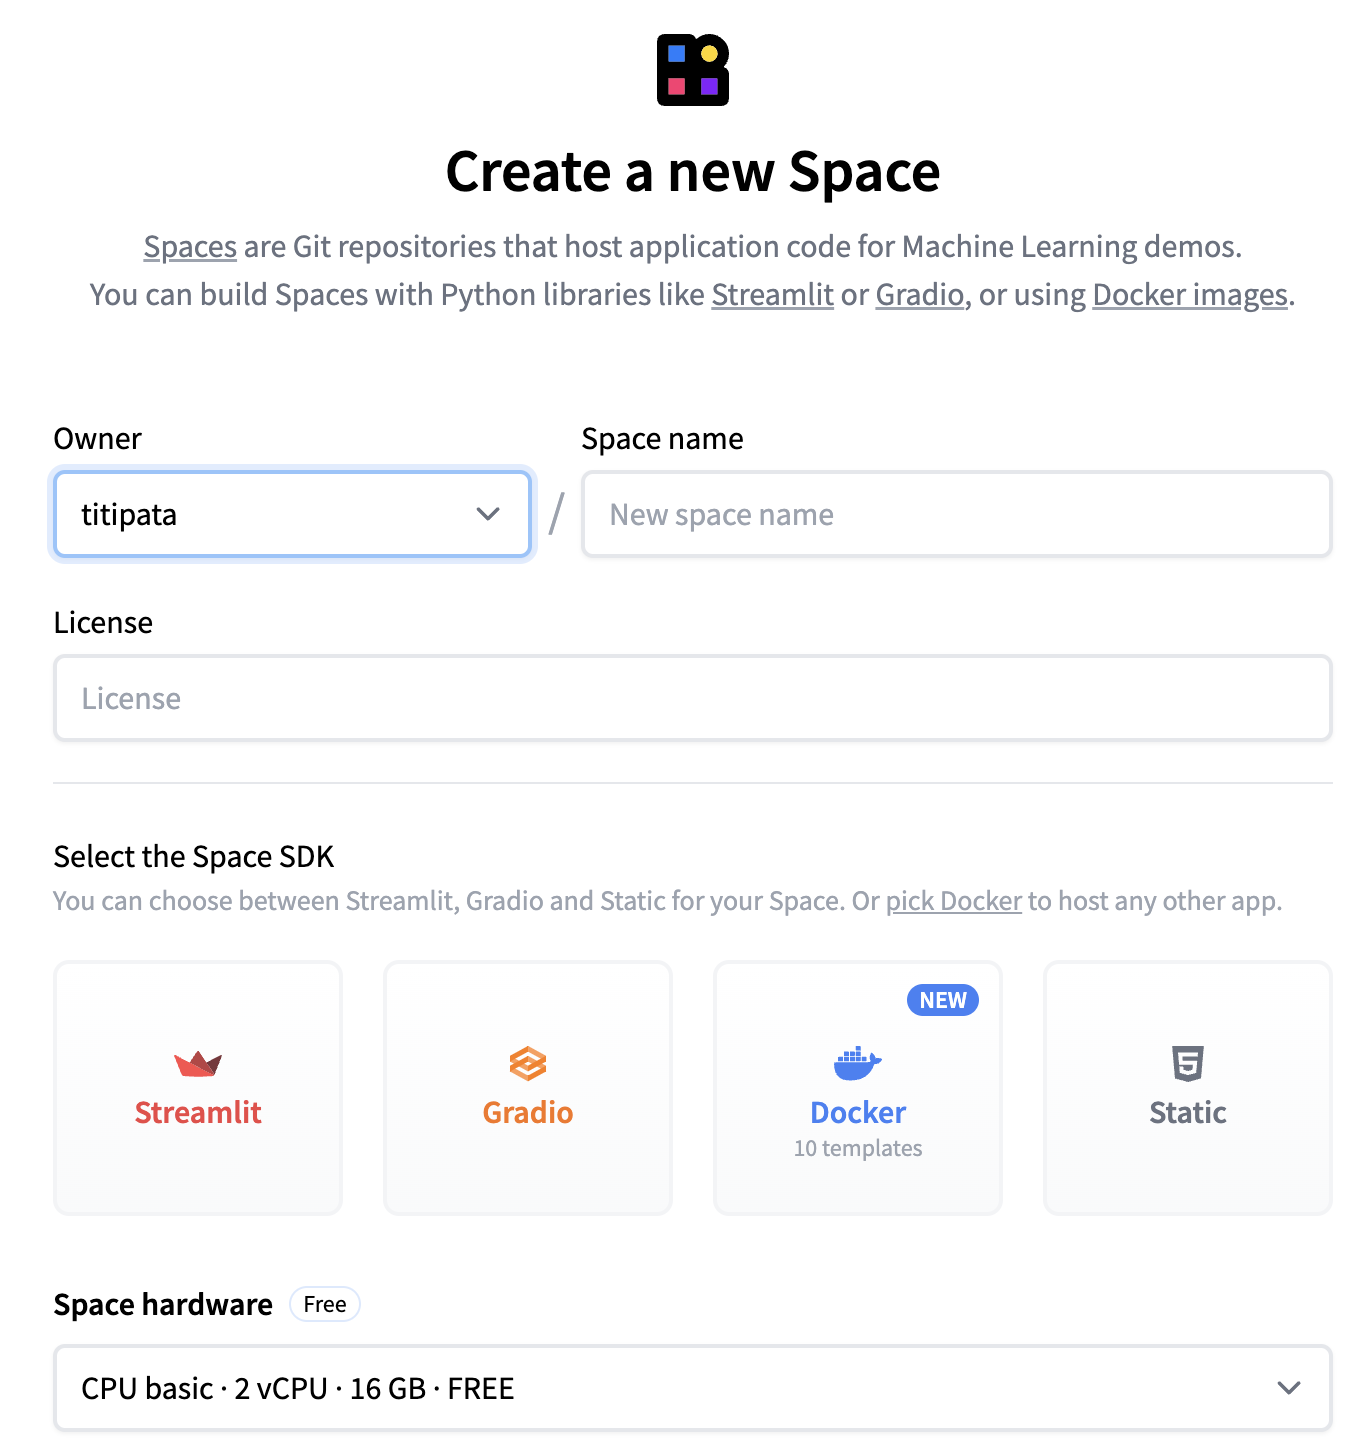 Create a new Space
Spaces are Git repositories that host application code for Machine Learning demos.
You can build Spaces with Python libraries like Streamlit or Gradio, or using Docker images.
Owner
Space name
titipata
/
New space name
License
License
Select the Space SDK
You can choose between Streamlit, Gradio and Static for your Space. Or pick Docker to host any other app.
Streamlit
Gradio
NEW
Docker
10 templates
5
Static
Space hardware Free
CPU basic · 2 vCPU · 16 GB · FREE